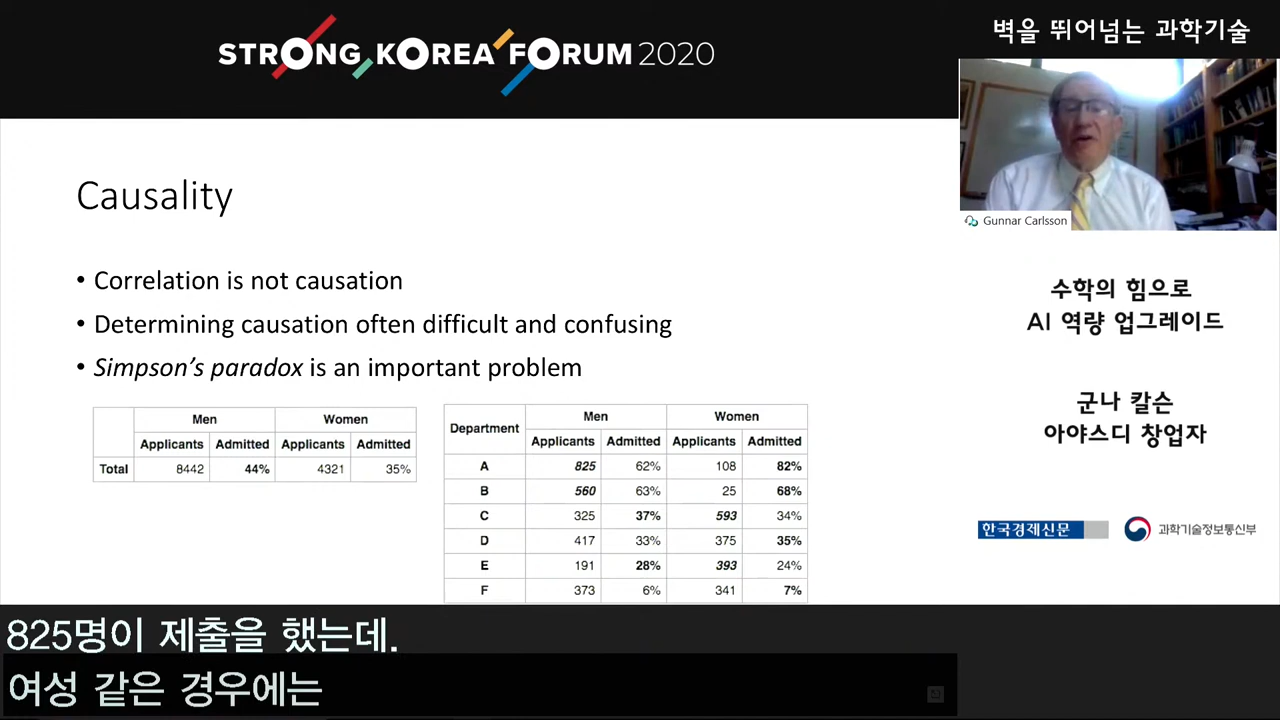 STRONG KOREA FORUM 2020
벽을 뛰어넘는 과학기술
Gunnar Carlsson
Causality
• Correlation is not causation
• Determining causation often difficult and confusing
• Simpson's paradox is an important problem
Men Women
Applicants Admitted Applicants Admitted
Total 8442 44% 4321 35%
Department Men Women
Applicants Admitted Applicants Admitted
A 825 62% 108 82%
B 560 63% 25 68%
C 325 37% 593 34%
D 417 33% 375 35%
E 191 28% 393 24%
F 373 6% 341 7%
수학의 힘으로
AI 역량 업그레이드
군나 칼슨
아야스디 창업자
한국경제신문 과학기술정보통신부
825명이 제출을 했는데.
여성 같은 경우에는